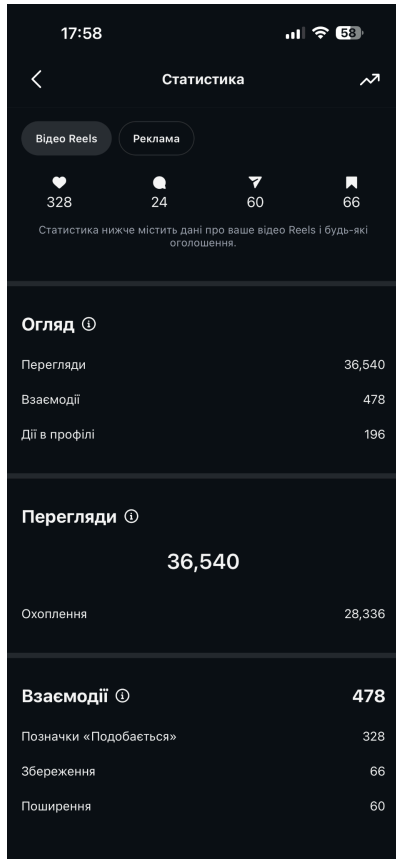 17:58
58
Статистика
Відео Reels
Реклама
328 24 60 66
Статистика нижче містить дані про ваше відео Reels і будь-які
оголошення.
Огляд
Перегляди 36,540
Взаємодії 478
Дії в профілі 196
Перегляди
36,540
Охоплення 28,336
Взаємодії 478
Позначки «Подобається» 328
Збереження 66
Поширення 60